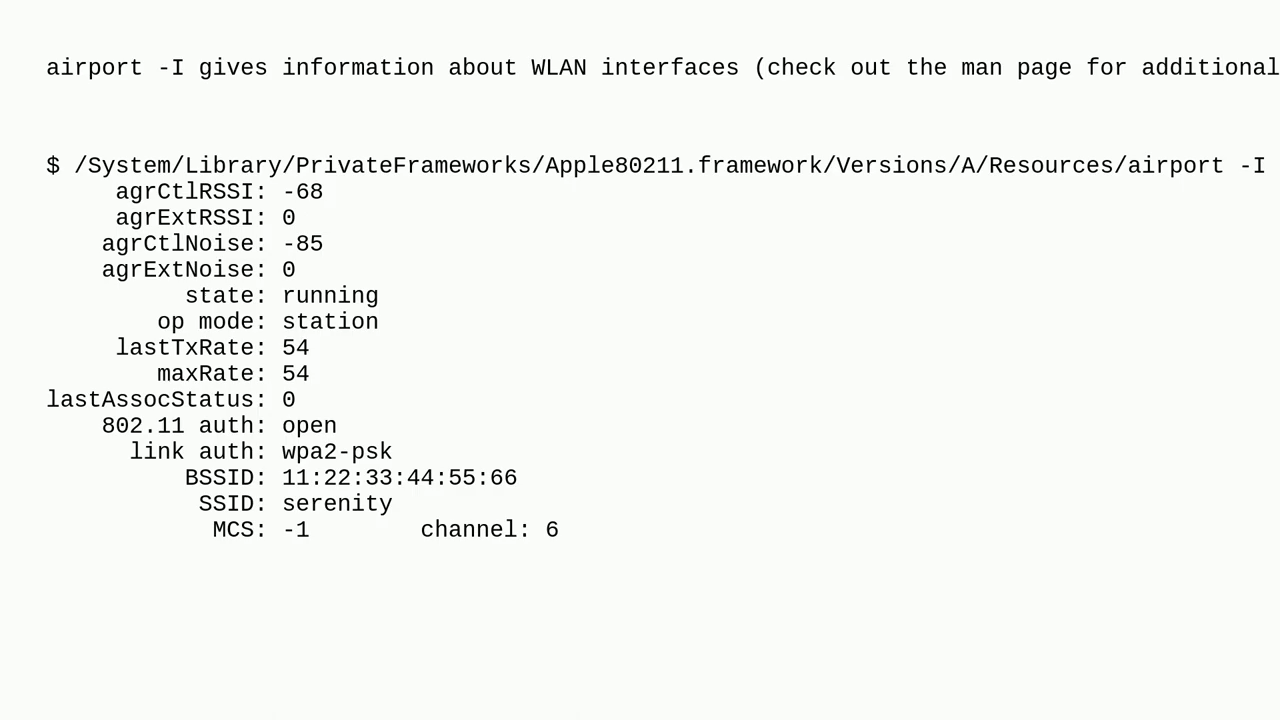 airport -I gives information about WLAN interfaces (check out the man page for additional
$ /System/Library/PrivateFrameworks/Apple80211.framework/Versions/A/Resources/airport -I
agrCtlRSSI: -68
agrExtRSSI: 0
agrCtlNoise: -85
agrExtNoise: 0
state: running
op mode: station
lastTxRate: 54
maxRate: 54
lastAssocStatus: 0
802.11 auth: open
link auth: wpa2-psk
BSSID: 11:22:33:44:55:66
SSID: serenity
MCS: -1 channel: 6